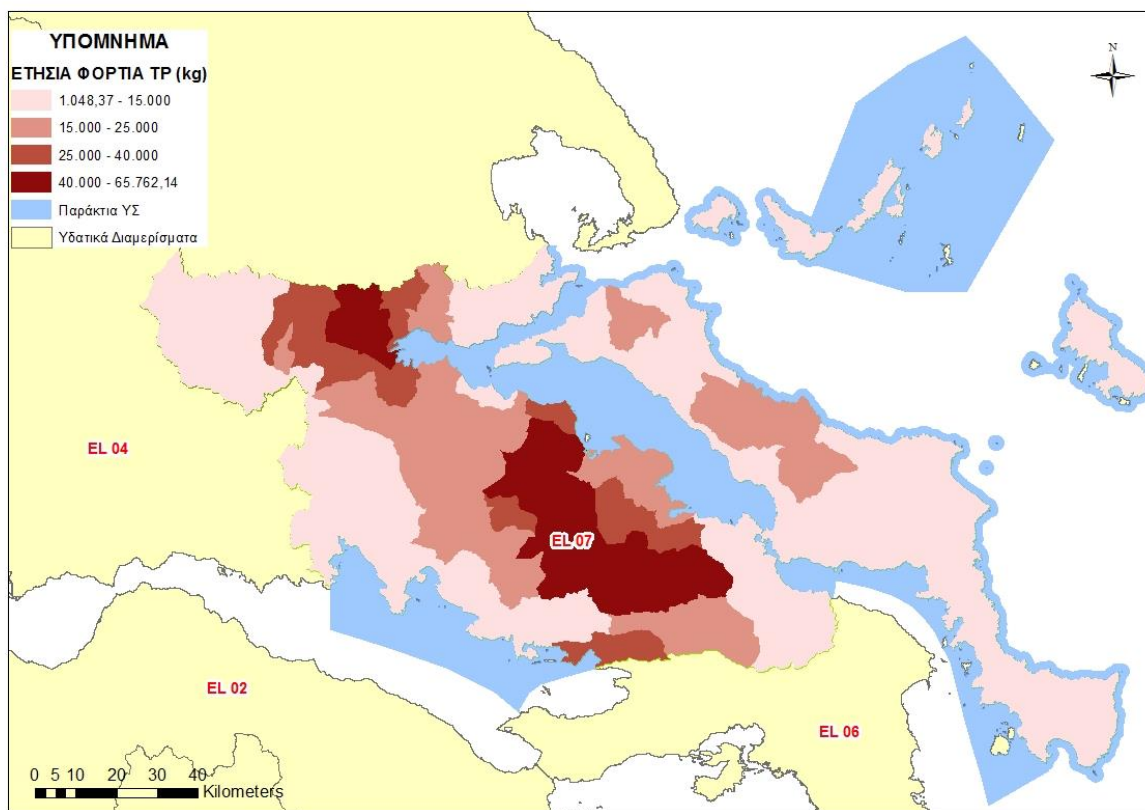 ΥΠΟΜΝΗΜΑ
ΕΤΗΣΙΑ ΦΟΡΤΙΑ TP (kg)
1.048,37 - 15.000
15.000 - 25.000
25.000 - 40.000
40.000 - 65.762,14
Παράκτια ΥΣ
Υδατικά Διαμερίσματα
N
EL 04
EL 07
EL 02
EL 06
0 5 10 20 30 40
Kilometers